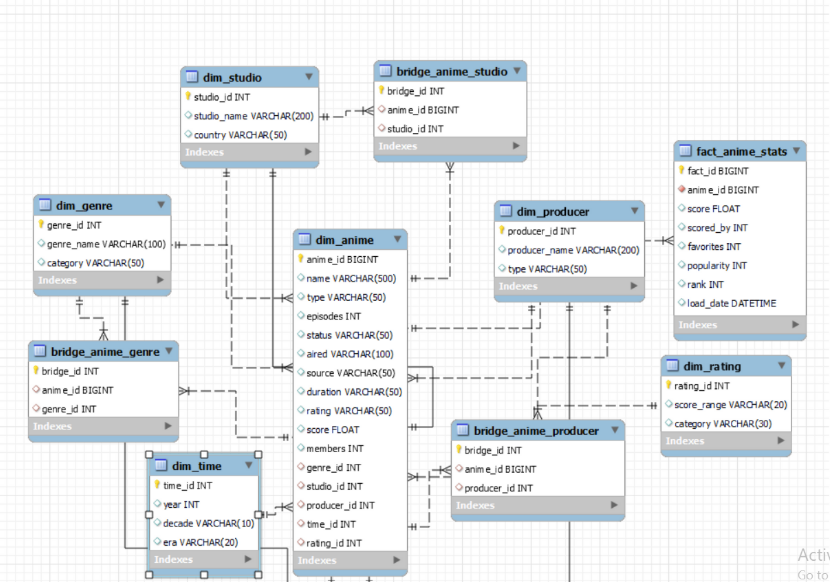 dim_studio
studio_id INT
studio_name VARCHAR(200)
country VARCHAR(50)
Indexes
bridge_anime_studio
bridge_id INT
anime_id BIGINT
studio_id INT
Indexes
fact_anime_stats
fact_id BIGINT
anime_id BIGINT
score FLOAT
scored_by INT
favorites INT
popularity INT
rank INT
load_date DATETIME
Indexes
dim_genre
genre_id INT
genre_name VARCHAR(100)
category VARCHAR(50)
Indexes
dim_producer
producer_id INT
producer_name VARCHAR(200)
type VARCHAR(50)
Indexes
dim_anime
anime_id BIGINT
name VARCHAR(500)
type VARCHAR(50)
episodes INT
status VARCHAR(50)
aired VARCHAR(100)
source VARCHAR(50)
duration VARCHAR(50)
rating VARCHAR(50)
score FLOAT
members INT
genre_id INT
studio_id INT
producer_id INT
time_id INT
rating_id INT
Indexes
bridge_anime_genre
bridge_id INT
anime_id BIGINT
genre_id INT
Indexes
dim_rating
rating_id INT
score_range VARCHAR(20)
category VARCHAR(30)
Indexes
bridge_anime_producer
bridge_id INT
anime_id BIGINT
producer_id INT
Indexes
dim_time
time_id INT
year INT
decade VARCHAR(10)
era VARCHAR(20)
Indexes
Go to